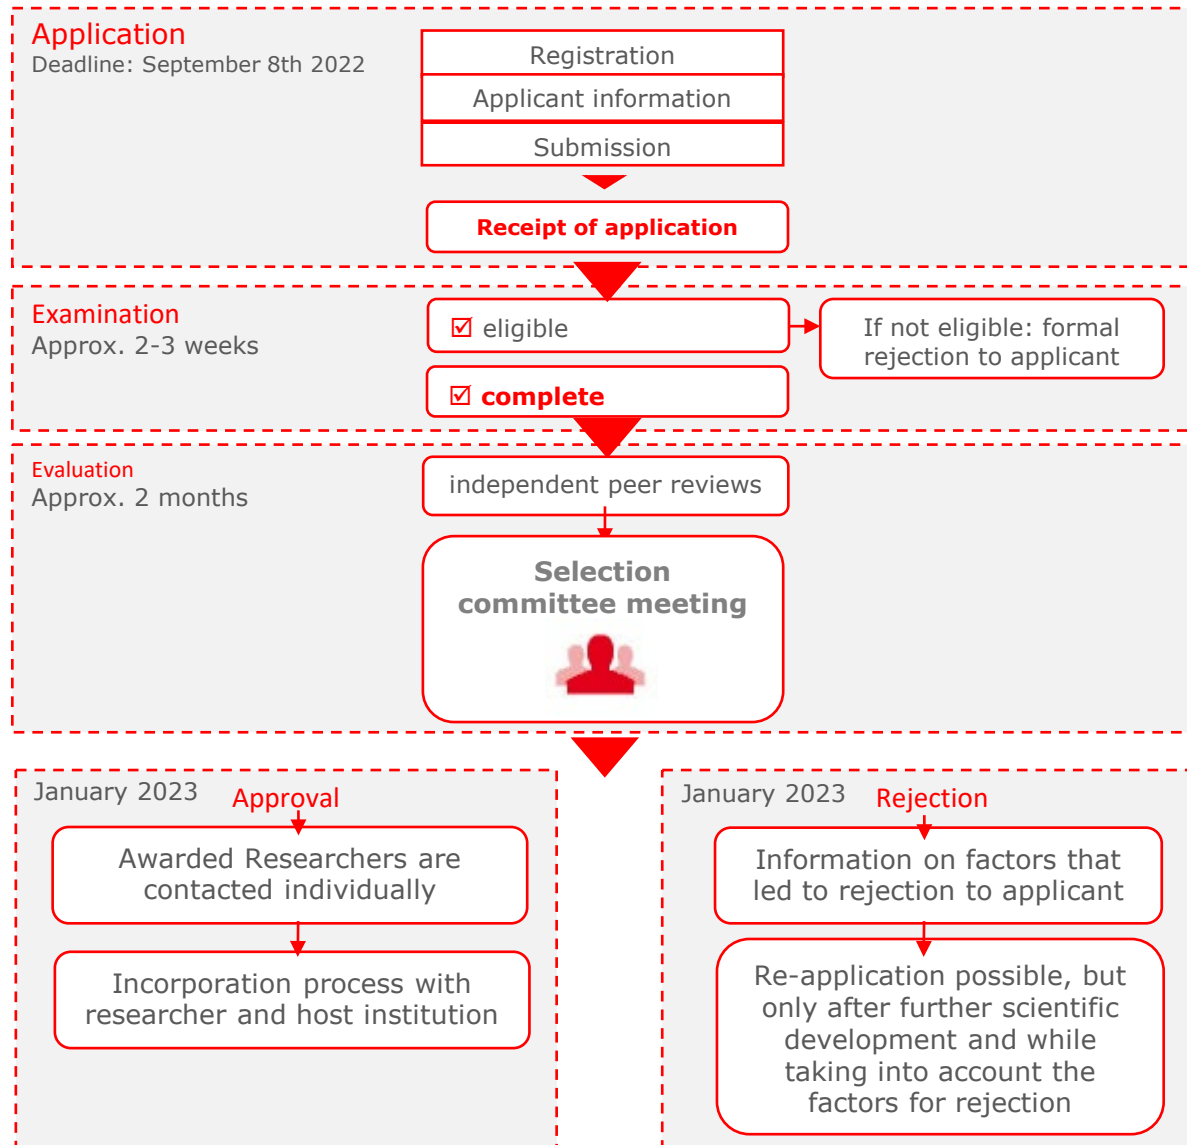 Application
Deadline: September 8th 2022
Registration
Applicant information
Submission
Receipt of application
Examination
Approx. 2-3 weeks
eligible
If not eligible: formal
rejection to applicant
complete
Evaluation
Approx. 2 months
independent peer reviews
Selection
committee meeting
January 2023 Approval
Awarded Researchers are
contacted individually
Incorporation process with
researcher and host institution
January 2023 Rejection
Information on factors that
led to rejection to applicant
Re-application possible, but
only after further scientific
development and while
taking into account the
factors for rejection